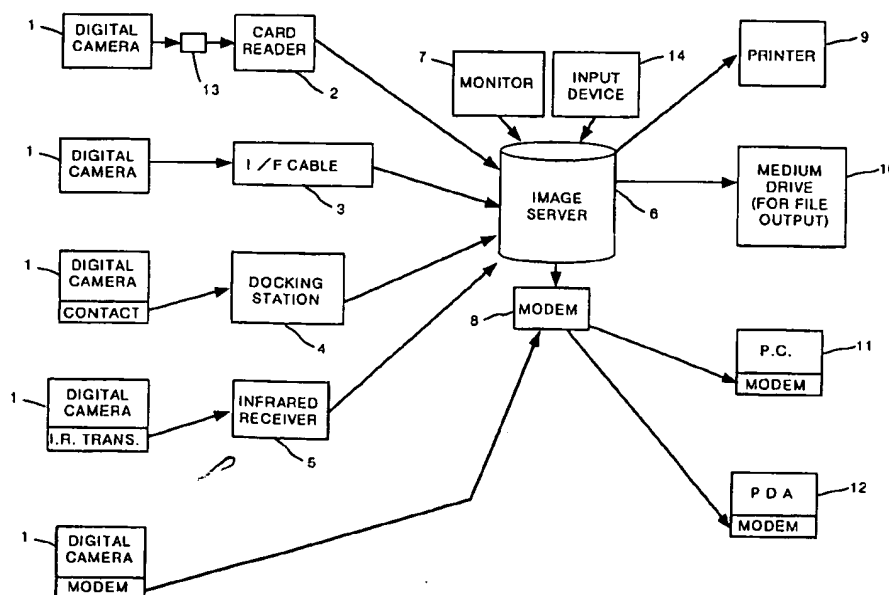 1
DIGITAL
CAMERA
13
CARD
READER
2
7
MONITOR
14
INPUT
DEVICE
9
PRINTER
1
DIGITAL
CAMERA
I/F CABLE
3
IMAGE
SERVER
6
10
MEDIUM
DRIVE
(FOR FILE
OUTPUT)
1
DIGITAL
CAMERA
CONTACT
DOCKING
STATION
4
8
MODEM
P.C.
MODEM
11
1
DIGITAL
CAMERA
I.R. TRANS.
INFRARED
RECEIVER
5
PDA
MODEM
12
1
DIGITAL
CAMERA
MODEM